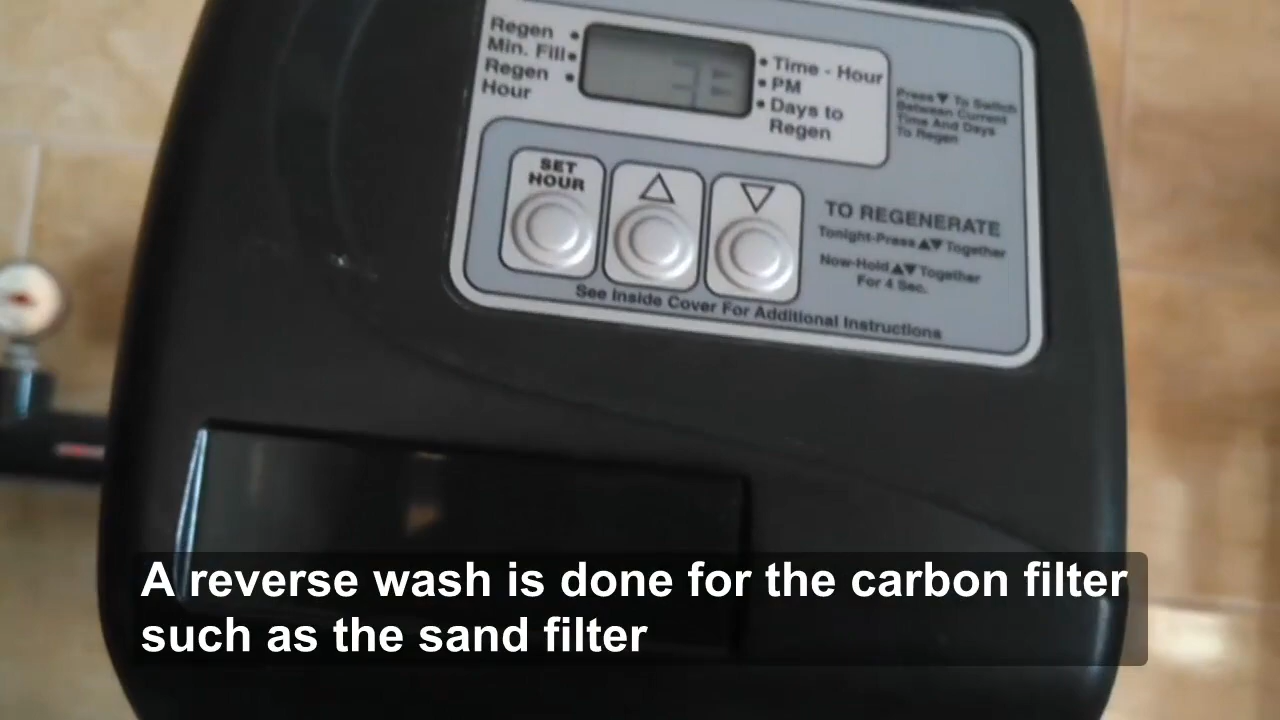 Regen
Min. Fill
Regen
Hour
3
Time - Hour
PM
Days to
Regen
Press ▼ To Switch
Between Current
Time And Days
To Regen
SET
HOUR
TO REGENERATE
Tonight-Press ▲▼ Together
Now-Hold ▲▼ Together
For 4 Sec.
See Inside Cover For Additional Instructions
A reverse wash is done for the carbon filter
such as the sand filter